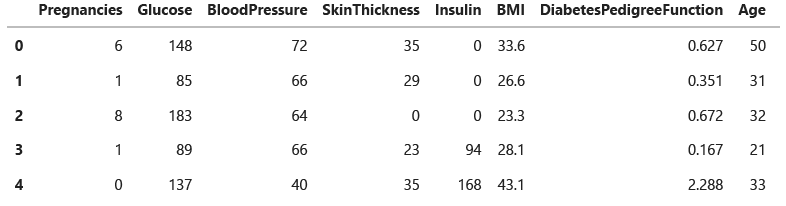 Pregnancies Glucose BloodPressure SkinThickness Insulin BMI DiabetesPedigreeFunction Age
0 6 148 72 35 0 33.6 0.627 50
1 1 85 66 29 0 26.6 0.351 31
2 8 183 64 0 0 23.3 0.672 32
3 1 89 66 23 94 28.1 0.167 21
4 0 137 40 35 168 43.1 2.288 33